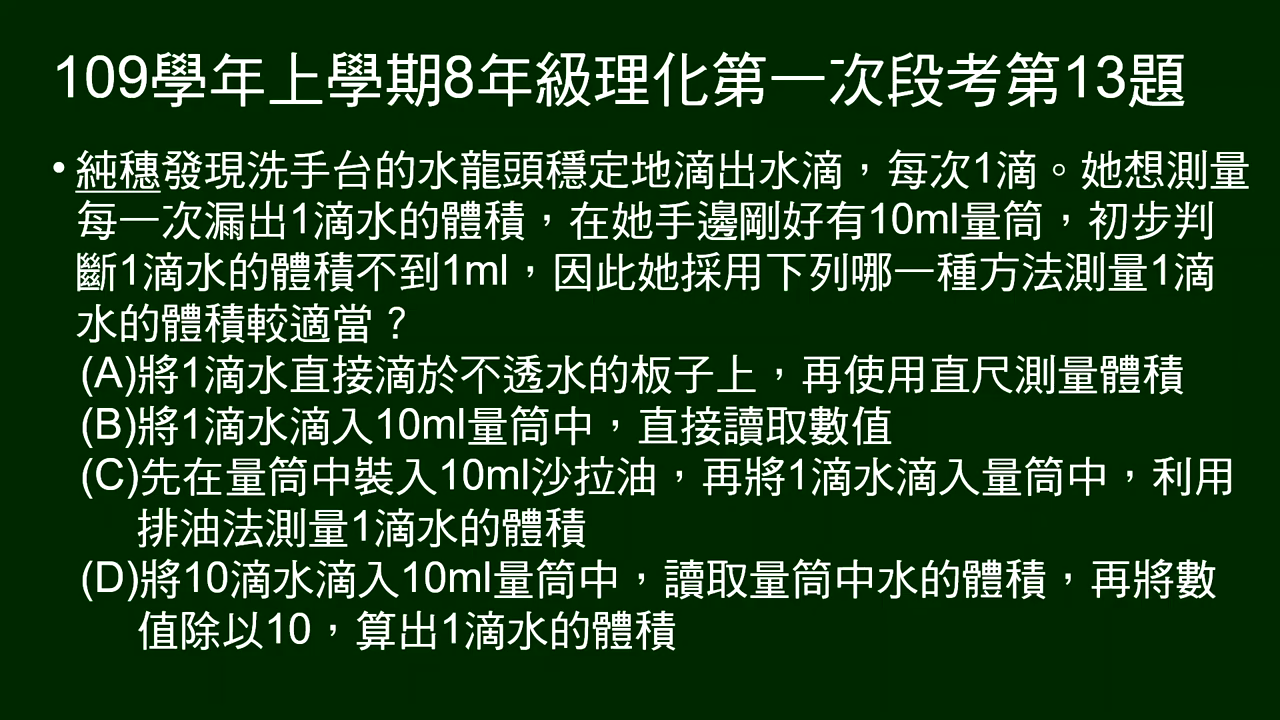 109學年上學期8年級理化第一次段考第13題
• 純穗發現洗手台的水龍頭穩定地滴出水滴，每次1滴。她想測量
每一次漏出1滴水的體積，在她手邊剛好有10ml量筒，初步判
斷1滴水的體積不到1ml，因此她採用下列哪一種方法測量1滴
水的體積較適當？
(A)將1滴水直接滴於不透水的板子上，再使用直尺測量體積
(B)將1滴水滴入10ml量筒中，直接讀取數值
(C)先在量筒中裝入10ml沙拉油，再將1滴水滴入量筒中，利用
排油法測量1滴水的體積
(D)將10滴水滴入10ml量筒中，讀取量筒中水的體積，再將數
值除以10，算出1滴水的體積